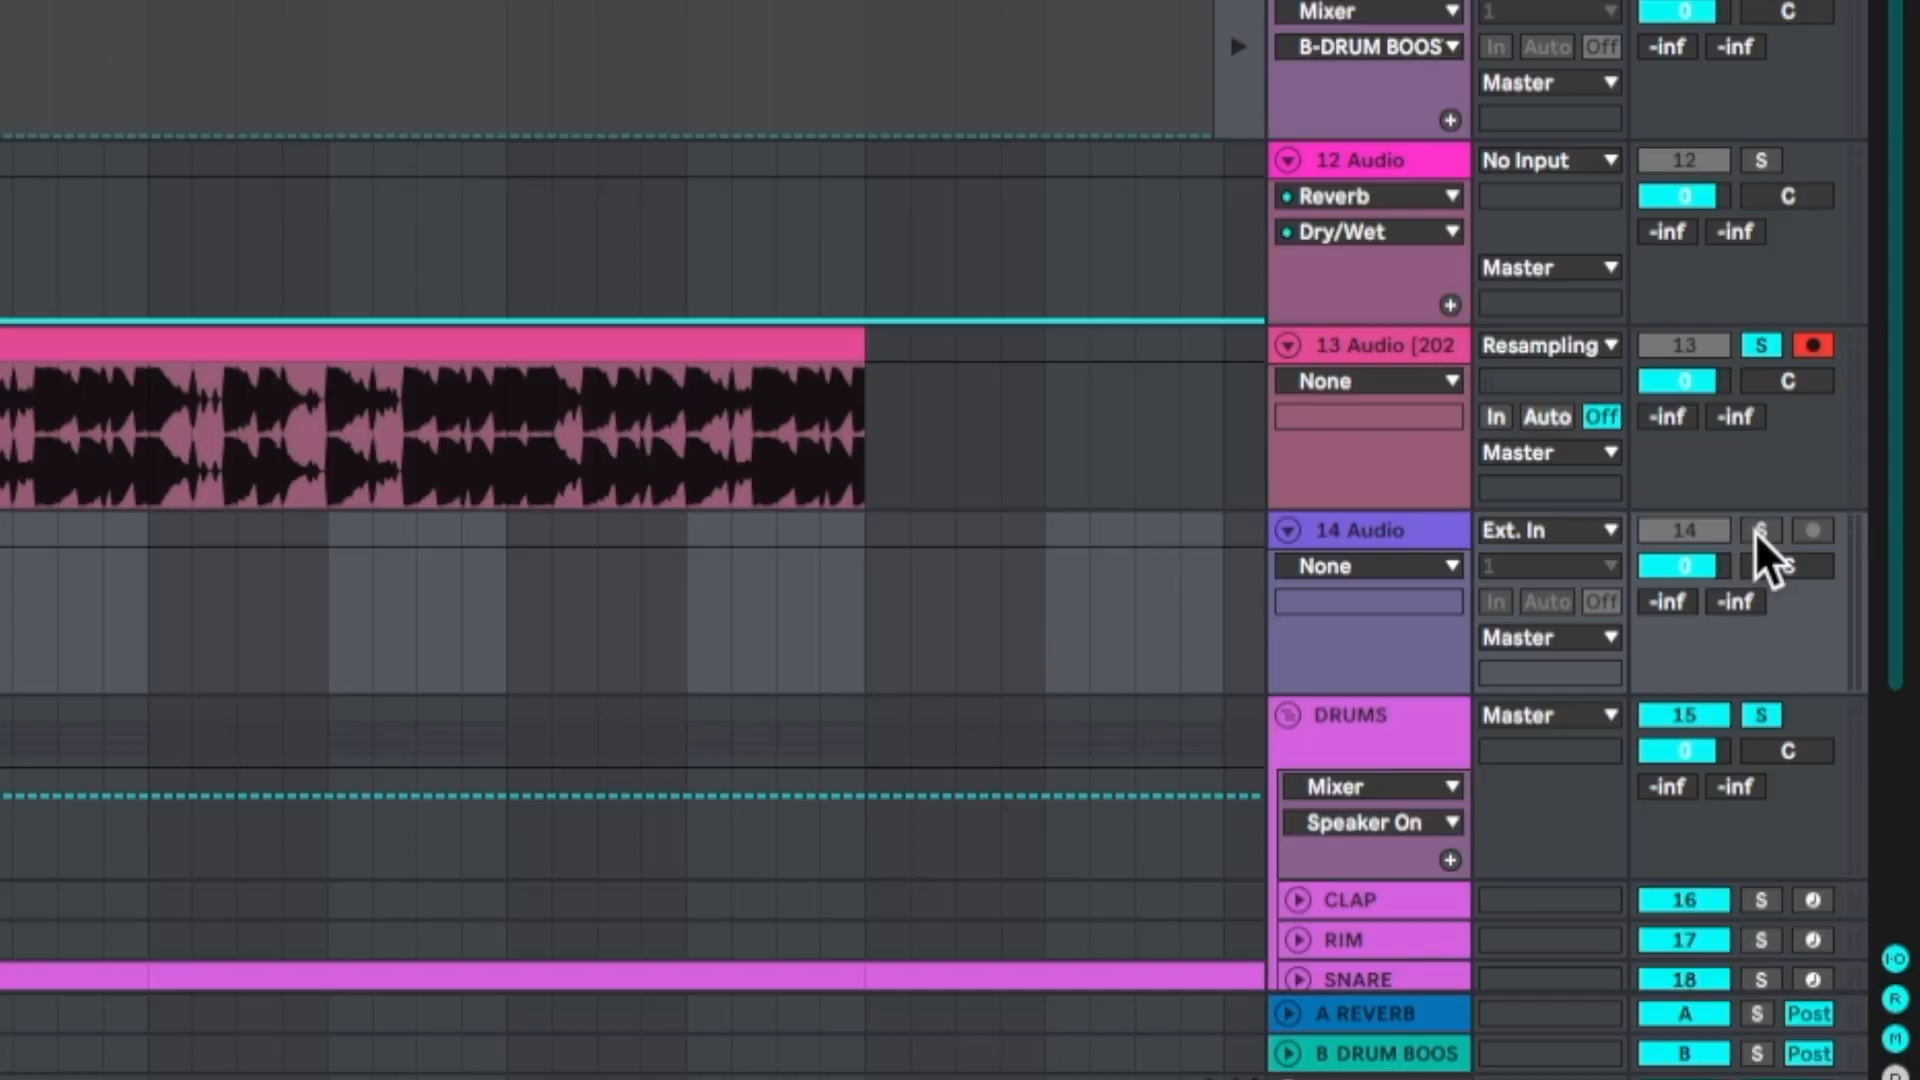 Mixer 1 0 C
B-DRUM BOOS In Auto Off -inf -inf
Master
12 Audio No Input 12 S
Reverb 0 C
Dry/Wet -inf -inf
Master
13 Audio [202 Resampling 13 S
None 0 C
In Auto Off -inf -inf
Master
14 Audio Ext. In 14 S
None 1 0
In Auto Off -inf -inf
Master
DRUMS Master 15 S
0 C
Mixer -inf -inf
Speaker On
CLAP 16 S
RIM 17 S
SNARE 18 S
I·O
A REVERB A S Post
R
B DRUM BOOS B S Post
M